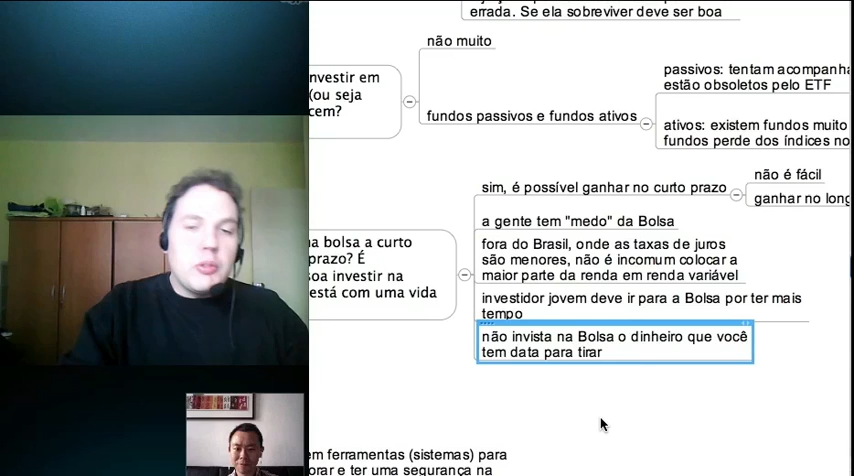 errada. Se ela sobreviver deve ser boa
não muito
nvestir em
(ou seja
cem?
fundos passivos e fundos ativos
passivos: tentam acompanha
estão obsoletos pelo ETF
ativos: existem fundos muito
fundos perde dos índices no
a bolsa a curto
prazo? É
soa investir na
está com uma vida
sim, é possível ganhar no curto prazo
não é fácil
ganhar no long
a gente tem "medo" da Bolsa
fora do Brasil, onde as taxas de juros
são menores, não é incomum colocar a
maior parte da renda em renda variável
investidor jovem deve ir para a Bolsa por ter mais
tempo
não invista na Bolsa o dinheiro que você
tem data para tirar
em ferramentas (sistemas) para
orar e ter uma segurança na